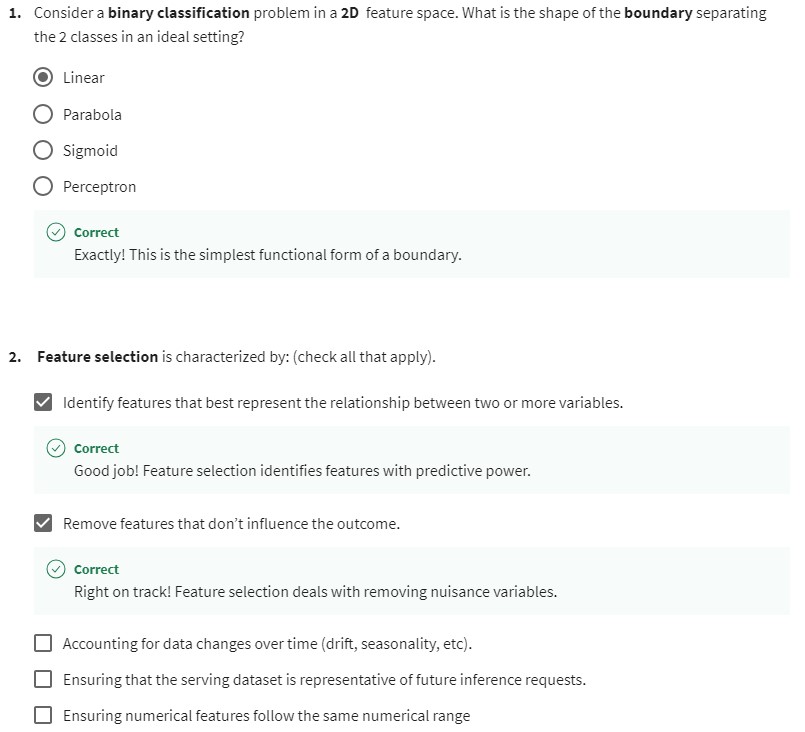 1. Consider a binary classification problem in a 2D feature space. What is the shape of the boundary separating
the 2 classes in an ideal setting?
Linear
Parabola
Sigmoid
Perceptron
Correct
Exactly! This is the simplest functional form of a boundary.
2. Feature selection is characterized by: (check all that apply).
Identify features that best represent the relationship between two or more variables.
Correct
Good job! Feature selection identifies features with predictive power.
Remove features that don’t influence the outcome.
Correct
Right on track! Feature selection deals with removing nuisance variables.
Accounting for data changes over time (drift, seasonality, etc).
Ensuring that the serving dataset is representative of future inference requests.
Ensuring numerical features follow the same numerical range